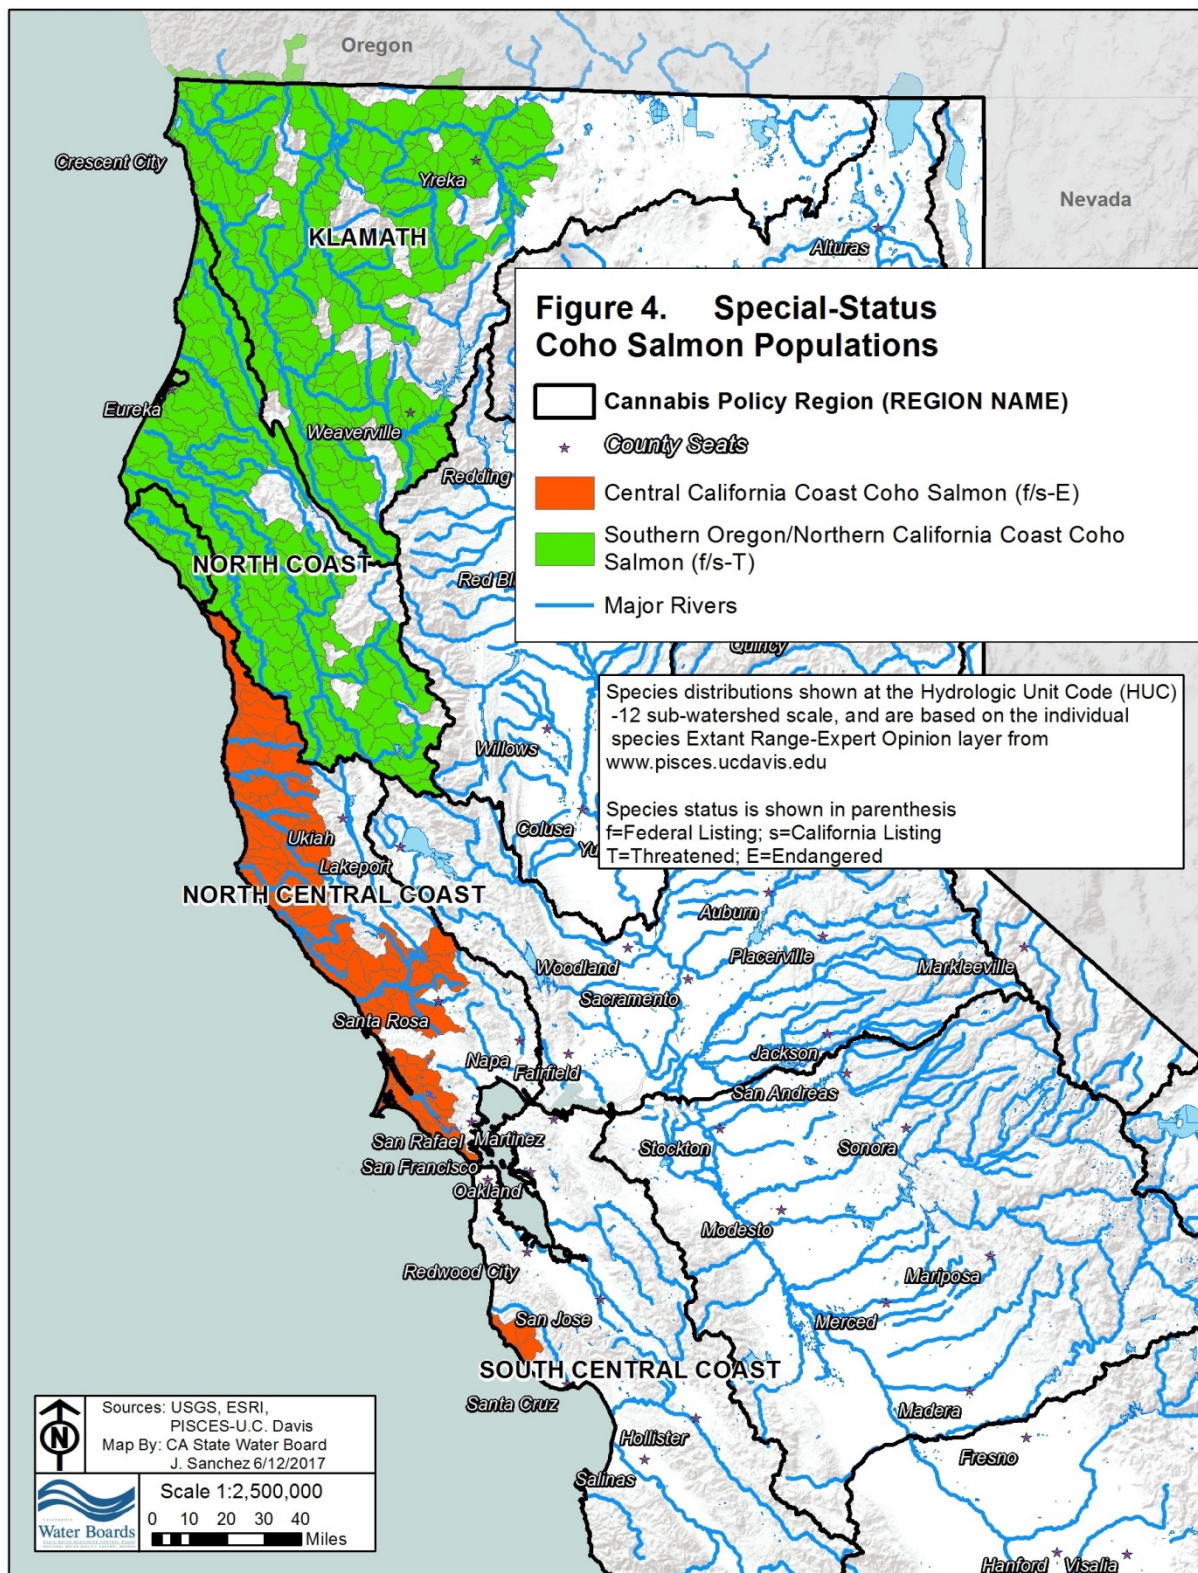 Oregon
Crescent City
Yreka
Nevada
KLAMATH
Alturas
Figure 4. Special-Status
Coho Salmon Populations
Cannabis Policy Region (REGION NAME)
County Seats
Central California Coast Coho Salmon (f/s-E)
Southern Oregon/Northern California Coast Coho
Salmon (f/s-T)
Major Rivers
Eureka
Weaverville
Redding
NORTH COAST
Red Bl
Quincy
Species distributions shown at the Hydrologic Unit Code (HUC)
-12 sub-watershed scale, and are based on the individual
species Extant Range-Expert Opinion layer from
www.pisces.ucdavis.edu
Species status is shown in parenthesis
f=Federal Listing; s=California Listing
T=Threatened; E=Endangered
Willows
Colusa
Yu
Ukiah
Lakeport
NORTH CENTRAL COAST
Auburn
Placerville
Woodland
Markleeville
Sacramento
Santa Rosa
Napa
Fairfield
Jackson
San Andreas
San Rafael
Martinez
Stockton
Sonora
San Francisco
Oakland
Modesto
Redwood City
Mariposa
San Jose
Merced
SOUTH CENTRAL COAST
Santa Cruz
Madera
Hollister
Fresno
Salinas
Hanford
Visalia
N
Sources: USGS, ESRI,
PISCES-U.C. Davis
Map By: CA State Water Board
J. Sanchez 6/12/2017
CALIFORNIA
Water Boards
Scale 1:2,500,000
0 10 20 30 40
Miles